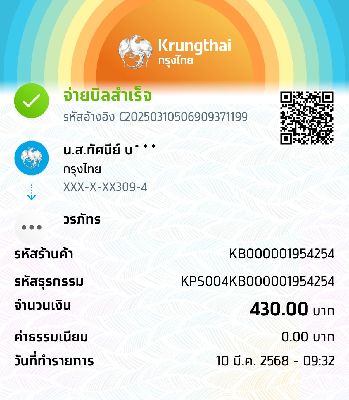 Krungthai
กรุงไทย
จ่ายบิลสำเร็จ
รหัสอ้างอิง C20250310506909371199
น.ส.ทัศนีย์ บ***
กรุงไทย
XXX-X-XX309-4
วรภัทร
รหัสร้านค้า KB000001954254
รหัสธุรกรรม KPS004KB000001954254
จำนวนเงิน 430.00 บาท
ค่าธรรมเนียม 0.00 บาท
วันที่ทำรายการ 10 มี.ค. 2568 - 09:32